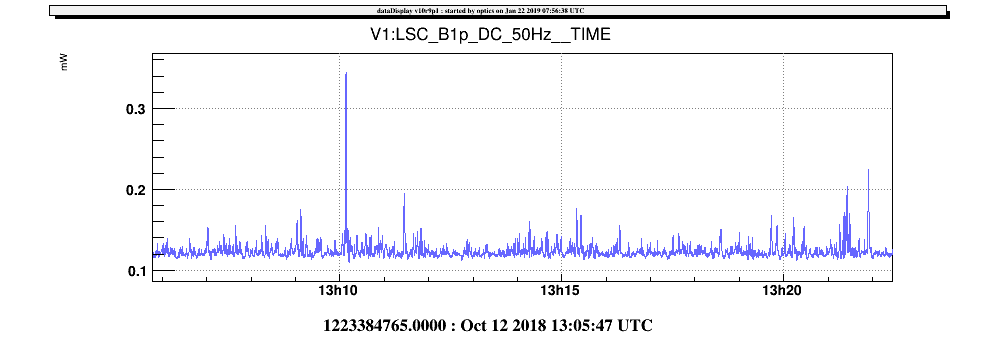 dataDisplay v10r9p1 : started by optics on Jan 22 2019 07:56:38 UTC
V1:LSC_B1p_DC_50Hz__TIME
mW
0.3
0.2
0.1
13h10 13h15 13h20
1223384765.0000 : Oct 12 2018 13:05:47 UTC